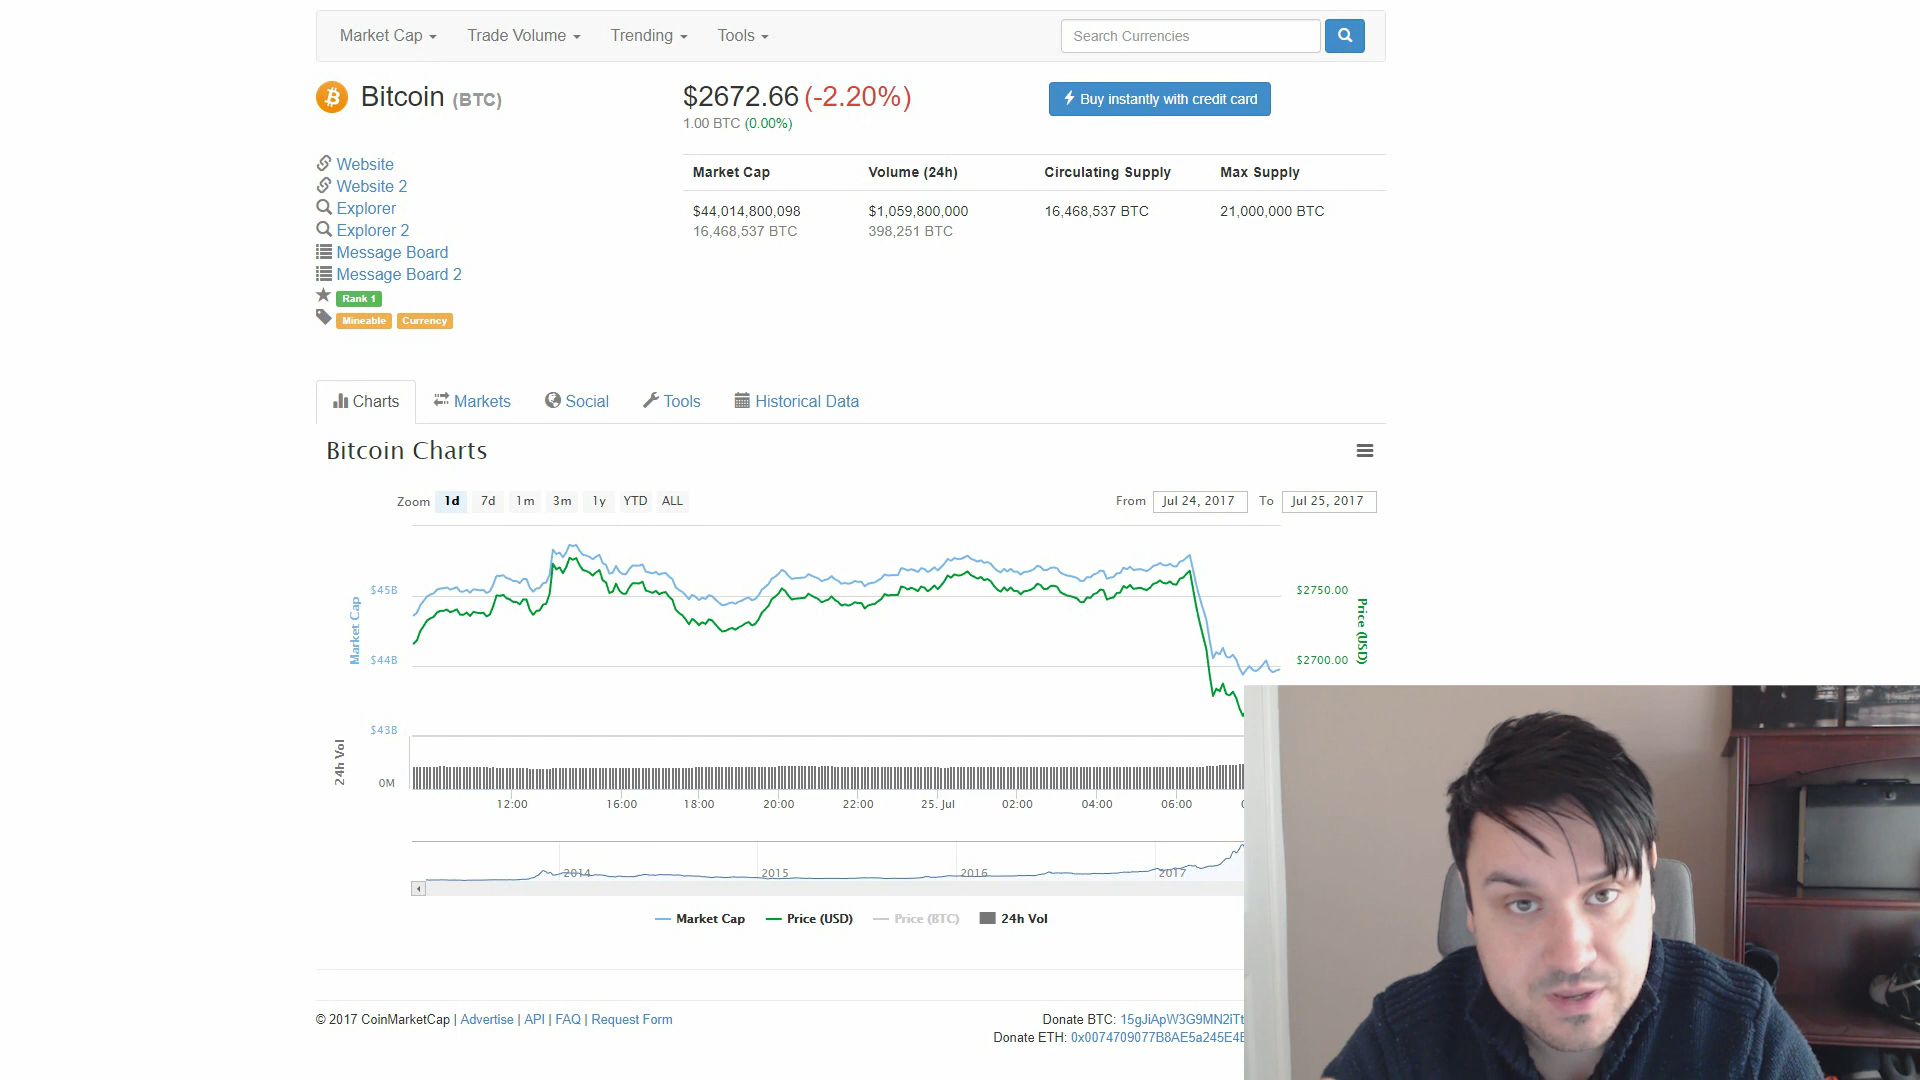 Market Cap Trade Volume Trending Tools Search Currencies
Bitcoin (BTC) $2672.66 (-2.20%) Buy instantly with credit card
1.00 BTC (0.00%)
Website
Website 2
Explorer
Explorer 2
Message Board
Message Board 2
Rank 1
Mineable Currency
Market Cap Volume (24h) Circulating Supply Max Supply
$44,014,800,098 $1,059,800,000 16,468,537 BTC 21,000,000 BTC
16,468,537 BTC 398,251 BTC
Charts Markets Social Tools Historical Data
Bitcoin Charts
Zoom 1d 7d 1m 3m 1y YTD ALL From Jul 24, 2017 To Jul 25, 2017
$45B $2750.00
Market Cap Price (USD)
$44B $2700.00
$43B
24h Vol
0M
12:00 16:00 18:00 20:00 22:00 25. Jul 02:00 04:00 06:00
2014 2015 2016 2017
Market Cap Price (USD) Price (BTC) 24h Vol
© 2017 CoinMarketCap | Advertise | API | FAQ | Request Form
Donate BTC: 15gJiApW3G9MN2iTt
Donate ETH: 0x0074709077B8AE5a245E4E